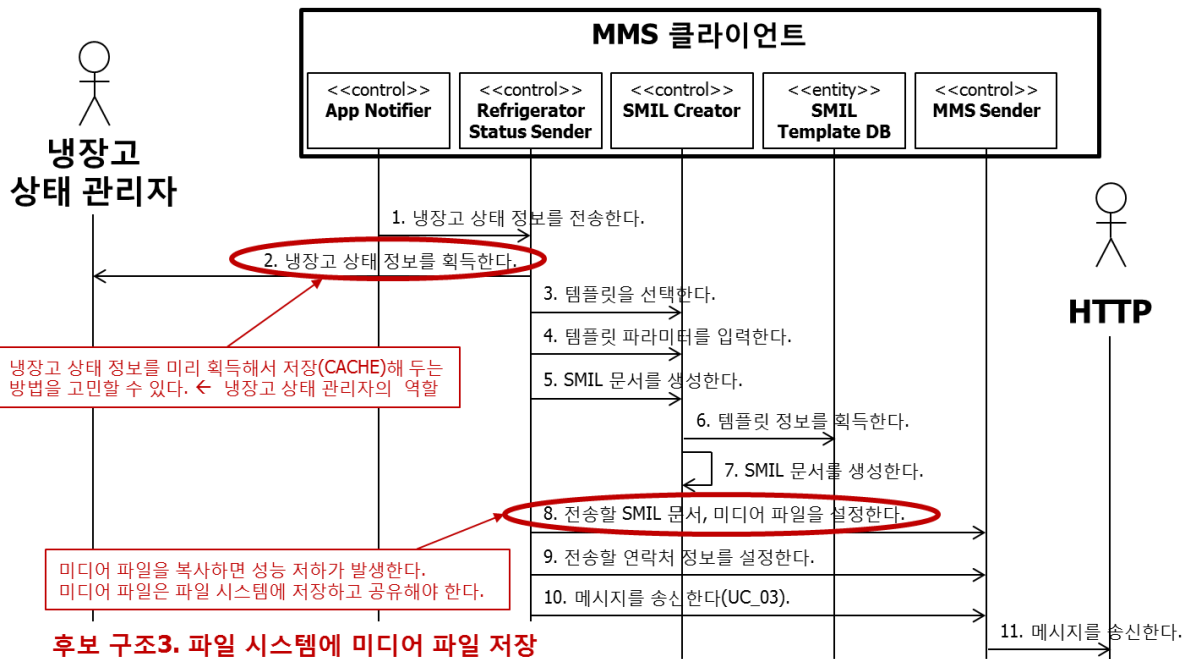 MMS 클라이언트
<<control>>
App Notifier
<<control>>
Refrigerator
Status Sender
<<control>>
SMIL Creator
<<entity>>
SMIL
Template DB
<<control>>
MMS Sender
냉장고
상태 관리자
HTTP
1. 냉장고 상태 정보를 전송한다.
2. 냉장고 상태 정보를 획득한다.
3. 템플릿을 선택한다.
4. 템플릿 파라미터를 입력한다.
냉장고 상태 정보를 미리 획득해서 저장(CACHE)해 두는
방법을 고민할 수 있다. ← 냉장고 상태 관리자의 역할
5. SMIL 문서를 생성한다.
6. 템플릿 정보를 획득한다.
7. SMIL 문서를 생성한다.
8. 전송할 SMIL 문서, 미디어 파일을 설정한다.
9. 전송할 연락처 정보를 설정한다.
미디어 파일을 복사하면 성능 저하가 발생한다.
미디어 파일은 파일 시스템에 저장하고 공유해야 한다.
10. 메시지를 송신한다(UC_03).
11. 메시지를 송신한다.
후보 구조3. 파일 시스템에 미디어 파일 저장